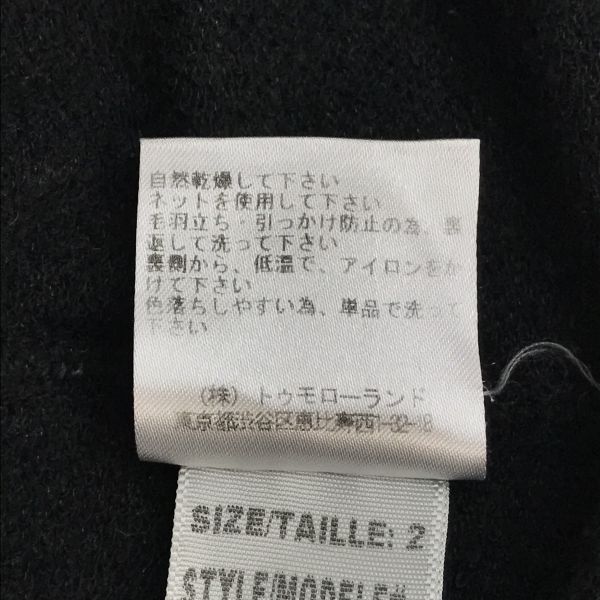 自然乾燥して下さい
ネットを使用して下さい
毛羽立ち・引っかけ防止の為、裏
返して洗って下さい
裏側から、低温で、アイロンをか
けて下さい
色落ちしやすい為、単品で洗って
下さい
(株) トゥモローランド
東京都渋谷区恵比寿西1-32-18
SIZE/TAILLE: 2
STYLE/MODELE#